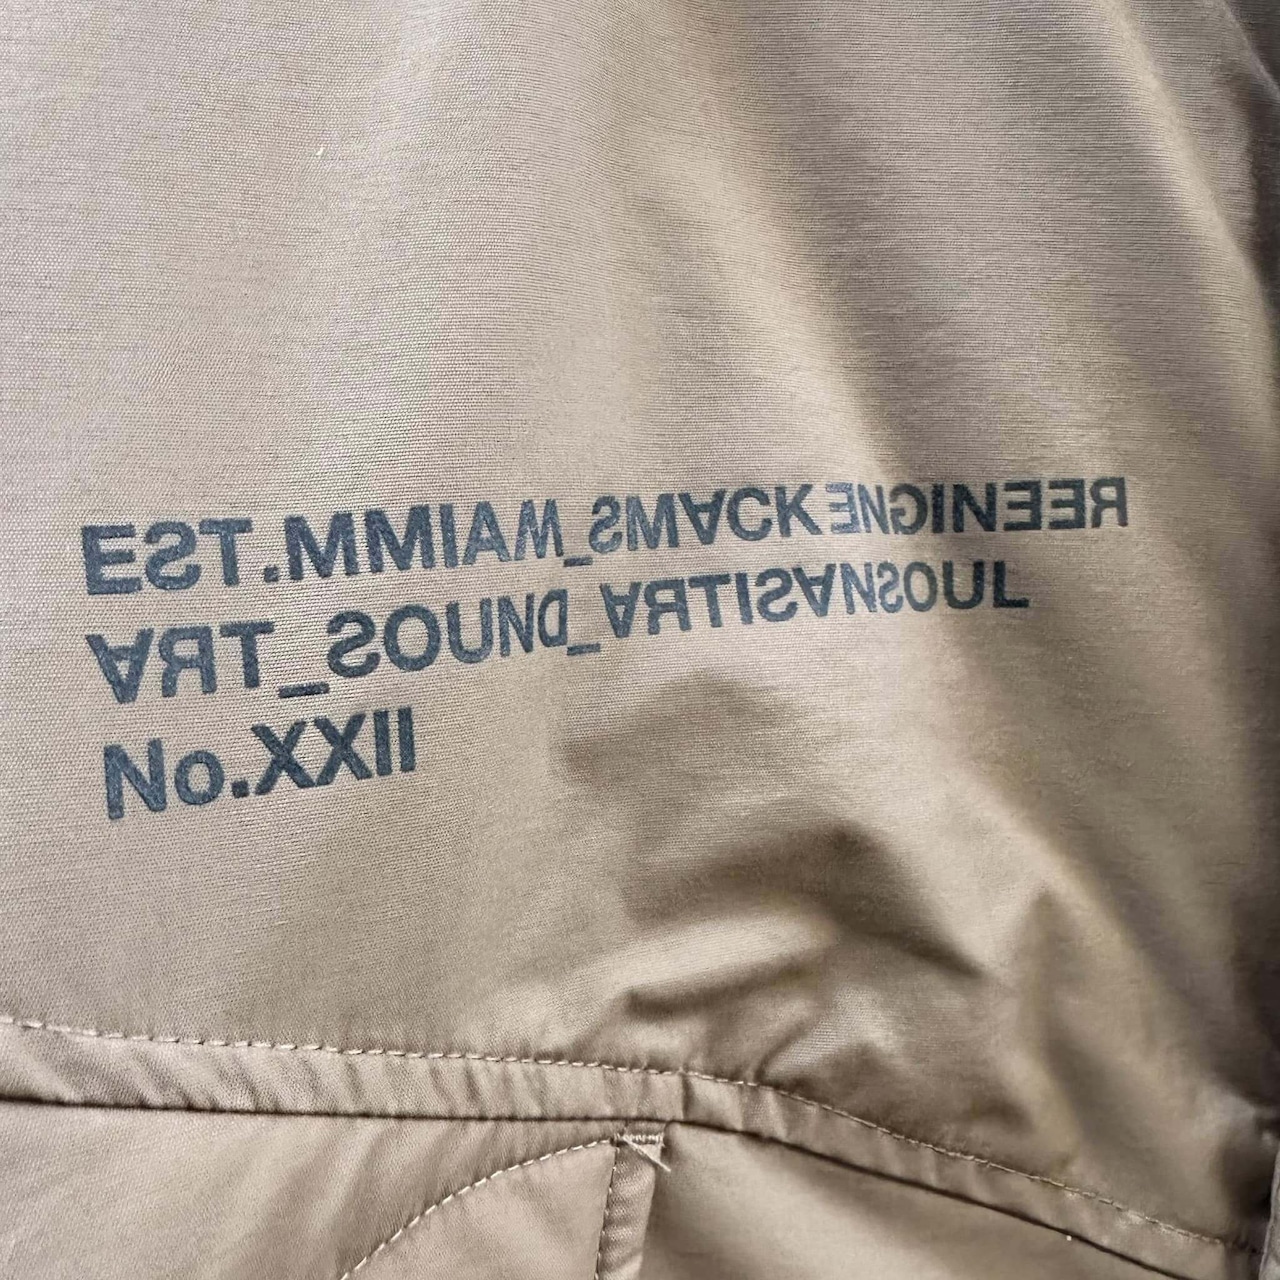 EST.MMIAM_SMACKENGINEER
ART_SOUND_ARTISANSOUL
No.XXII